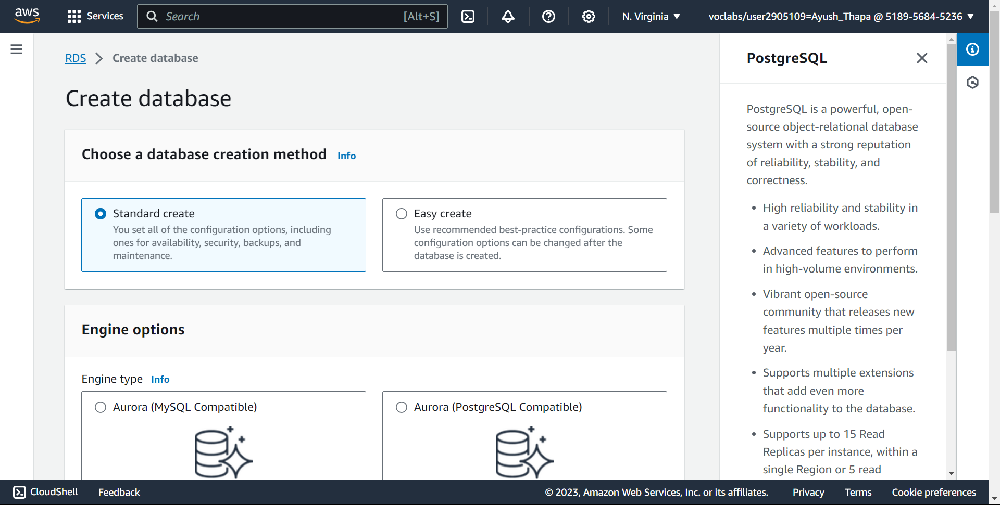 aws
Services
Search
[Alt+S]
N. Virginia
voclabs/user2905109=Ayush_Thapa @ 5189-5684-5236
RDS
Create database
Create database
Choose a database creation method Info
Standard create
You set all of the configuration options, including
ones for availability, security, backups, and
maintenance.
Easy create
Use recommended best-practice configurations. Some
configuration options can be changed after the
database is created.
Engine options
Engine type Info
Aurora (MySQL Compatible)
Aurora (PostgreSQL Compatible)
PostgreSQL
PostgreSQL is a powerful, open-
source object-relational database
system with a strong reputation
of reliability, stability, and
correctness.
• High reliability and stability in
a variety of workloads.
• Advanced features to perform
in high-volume environments.
• Vibrant open-source
community that releases new
features multiple times per
year.
• Supports multiple extensions
that add even more
functionality to the database.
• Supports up to 15 Read
Replicas per instance, within a
single Region or 5 read
CloudShell
Feedback
© 2023, Amazon Web Services, Inc. or its affiliates.
Privacy
Terms
Cookie preferences